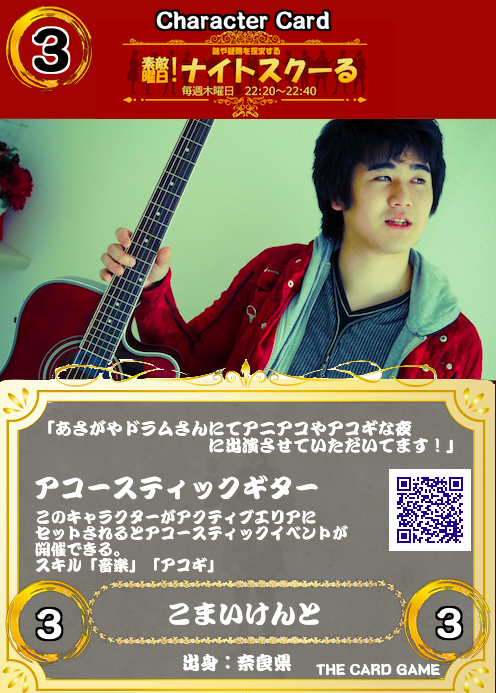 Character Card
3
謎や疑問を探求する
素敵曜日!ナイトスクーる
毎週木曜日 22:20～22:40
「あさがやドラムさんにてアニアコやアコギな夜
に出演させていただいてます！」
アコースティックギター
このキャラクターがアクティブエリアに
セットされるとアコースティックイベントが
開催できる。
スキル「音楽」「アコギ」
3
こまいけんと
3
出身：奈良県
THE CARD GAME